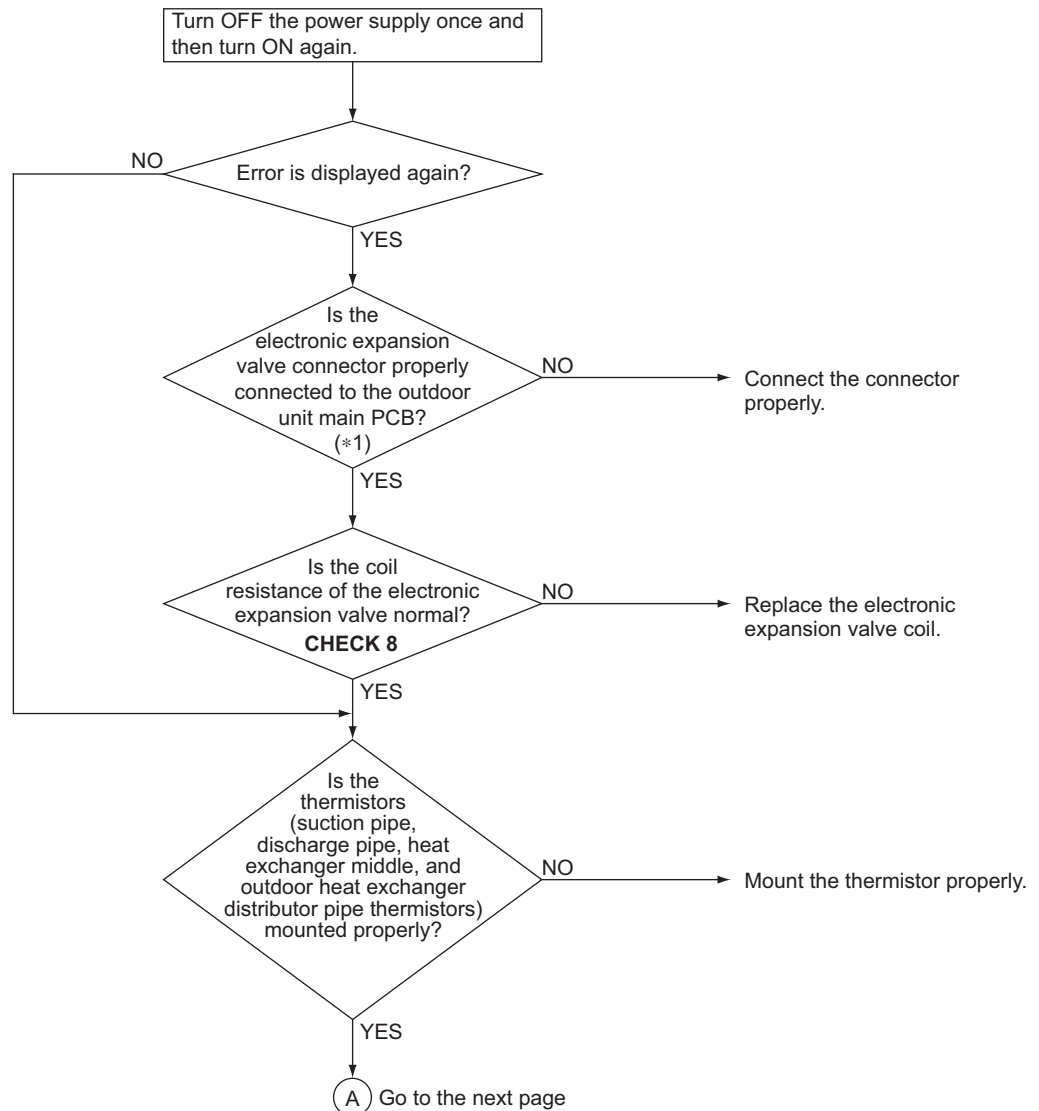 Turn OFF the power supply once and
then turn ON again.
NO
Error is displayed again?
YES
Is the
electronic expansion
valve connector properly
connected to the outdoor
unit main PCB?
(*1)
NO
Connect the connector
properly.
YES
Is the coil
resistance of the electronic
expansion valve normal?
CHECK 8
NO
Replace the electronic
expansion valve coil.
YES
Is the
thermistors
(suction pipe,
discharge pipe, heat
exchanger middle, and
outdoor heat exchanger
distributor pipe thermistors)
mounted properly?
NO
Mount the thermistor properly.
YES
A Go to the next page